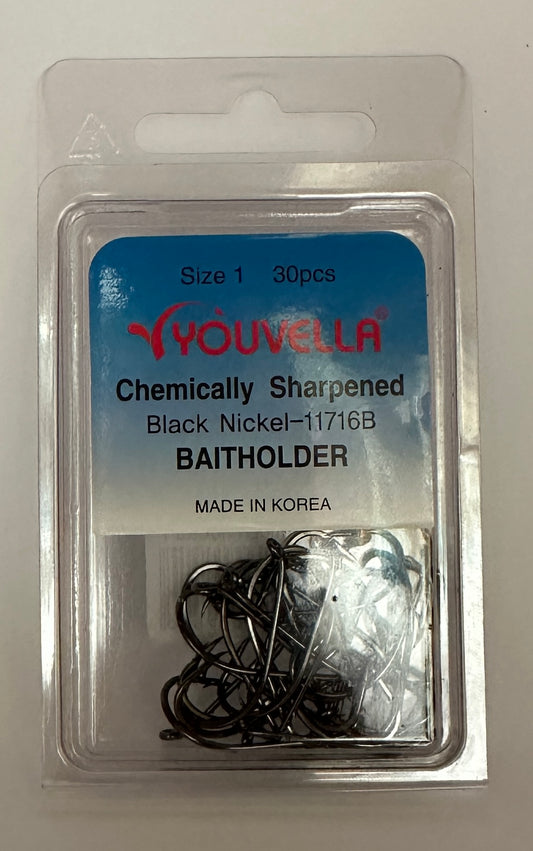 Size 1 30pcs
YOUVELLA®
Chemically Sharpened
Black Nickel-11716B
BAITHOLDER
MADE IN KOREA